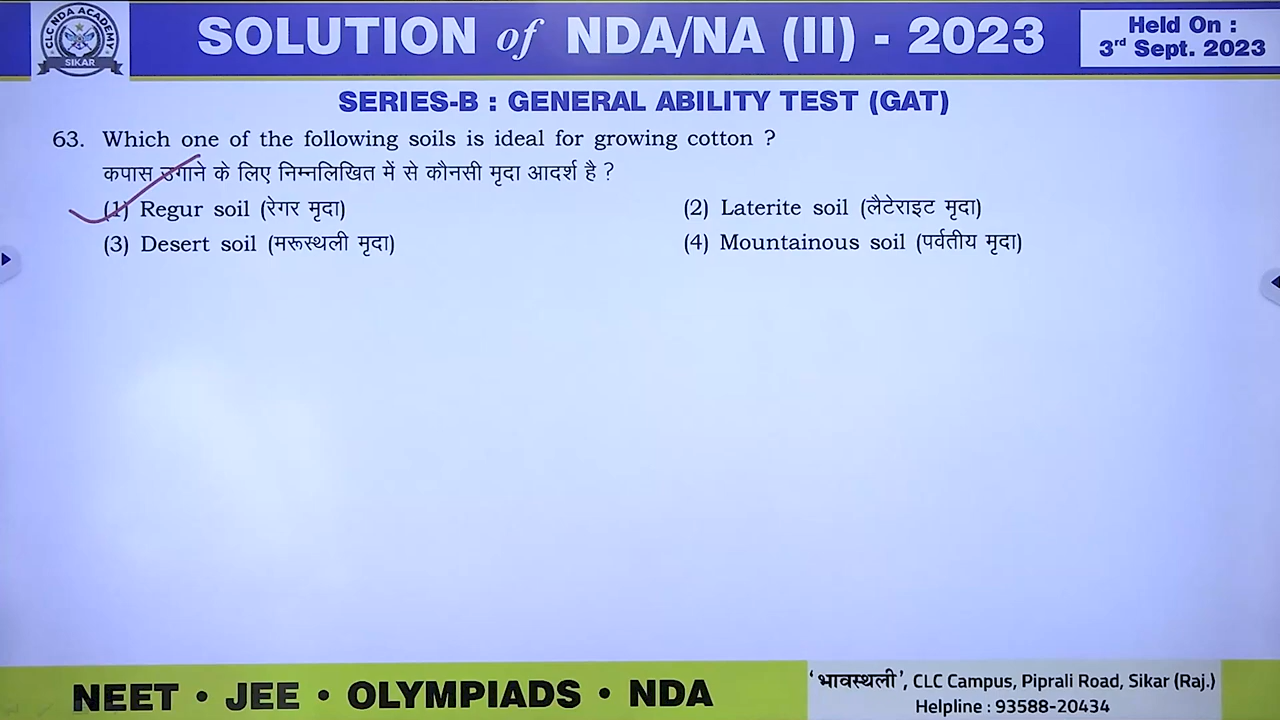 CLC NDA ACADEMY
SIKAR
SOLUTION of NDA/NA (II) - 2023
Held On :
3rd Sept. 2023
SERIES-B : GENERAL ABILITY TEST (GAT)
63. Which one of the following soils is ideal for growing cotton ?
कपास उगाने के लिए निम्नलिखित में से कौनसी मृदा आदर्श है ?
(1) Regur soil (रेगर मृदा) (2) Laterite soil (लैटेराइट मृदा)
(3) Desert soil (मरूस्थली मृदा) (4) Mountainous soil (पर्वतीय मृदा)
NEET • JEE • OLYMPIADS • NDA
‘भावस्थली’, CLC Campus, Piprali Road, Sikar (Raj.)
Helpline : 93588-20434